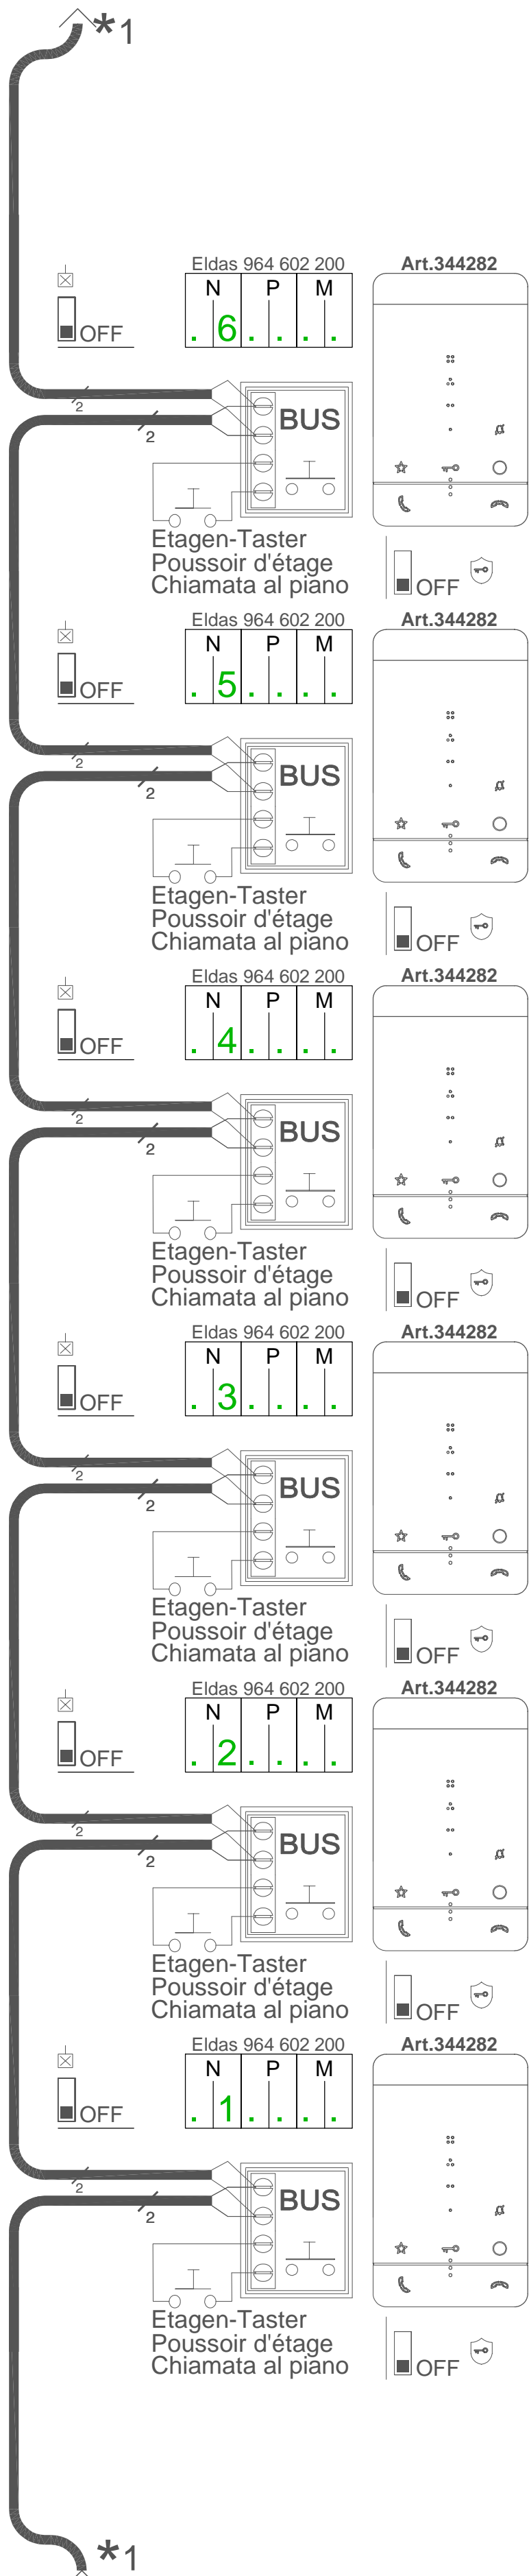 *1
Eldas 964 602 200 Art.344282
N P M
OFF . 6 . . . .
2
2
BUS
Etagen-Taster
Poussoir d'étage
Chiamata al piano
OFF
Eldas 964 602 200 Art.344282
N P M
OFF . 5 . . . .
2
2
BUS
Etagen-Taster
Poussoir d'étage
Chiamata al piano
OFF
Eldas 964 602 200 Art.344282
N P M
OFF . 4 . . . .
2
2
BUS
Etagen-Taster
Poussoir d'étage
Chiamata al piano
OFF
Eldas 964 602 200 Art.344282
N P M
OFF . 3 . . . .
2
2
BUS
Etagen-Taster
Poussoir d'étage
Chiamata al piano
OFF
Eldas 964 602 200 Art.344282
N P M
OFF . 2 . . . .
2
2
BUS
Etagen-Taster
Poussoir d'étage
Chiamata al piano
OFF
Eldas 964 602 200 Art.344282
N P M
OFF . 1 . . . .
2
2
BUS
Etagen-Taster
Poussoir d'étage
Chiamata al piano
OFF
*1